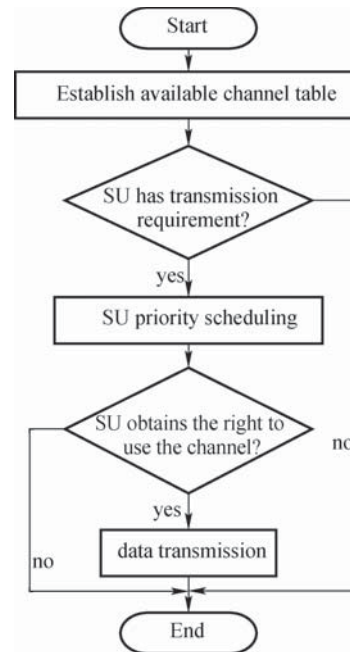 Start
Establish available channel table
SU has transmission
requirement?
yes
SU priority scheduling
SU obtains the right to
use the channel?
no
yes
no
data transmission
End